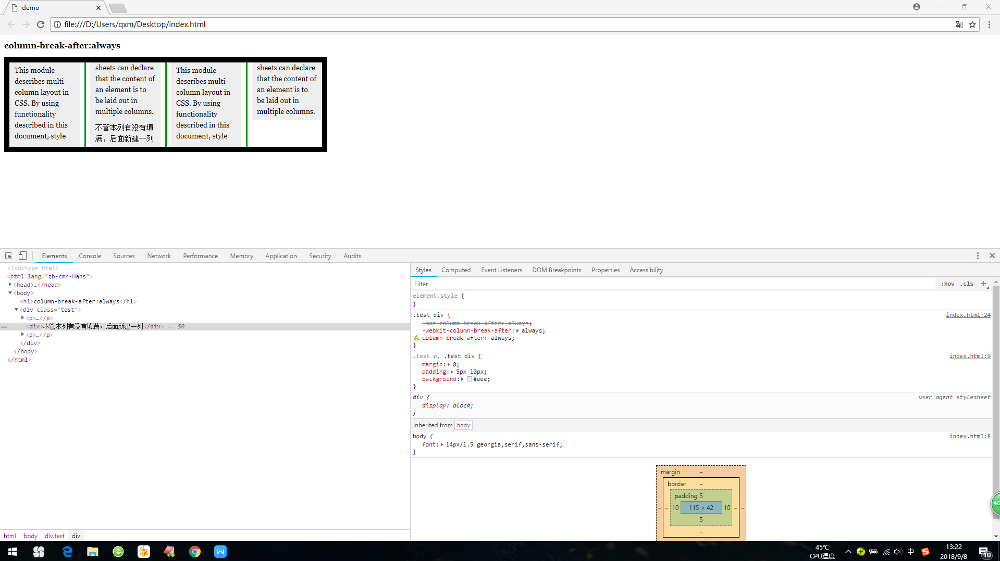 demo
file:///D:/Users/qxm/Desktop/index.html
column-break-after:always
This module
describes multi-
column layout in
CSS. By using
functionality
described in this
document, style
sheets can declare
that the content of
an element is to
be laid out in
multiple columns.
不管本列有没有填
满，后面新建一列
This module
describes multi-
column layout in
CSS. By using
functionality
described in this
document, style
sheets can declare
that the content of
an element is to
be laid out in
multiple columns.
Elements Console Sources Network Performance Memory Application Security Audits
<!doctype html>
<html lang="zh-cmn-Hans">
<head>…</head>
<body>
<h1>column-break-after:always</h1>
<div class="test">
<p>…</p>
<div>不管本列有没有填满，后面新建一列</div> == $0
<p>…</p>
</div>
</body>
</html>
html body div.test div
Styles Computed Event Listeners DOM Breakpoints Properties Accessibility
Filter :hov .cls +
element.style {
}
.test div { index.html:24
-moz-column-break-after: always;
-webkit-column-break-after: always;
column-break-after: always;
}
.test p, .test div { index.html:9
margin: 0;
padding: 5px 10px;
background: #eee;
}
div { user agent stylesheet
display: block;
}
Inherited from body
body { index.html:8
font: 14px/1.5 georgia,serif,sans-serif;
}
margin –
border –
padding 5
– – 10 115 × 42 10 – –
5
–
46
45℃
CPU温度
中
13:22
2018/9/8
10